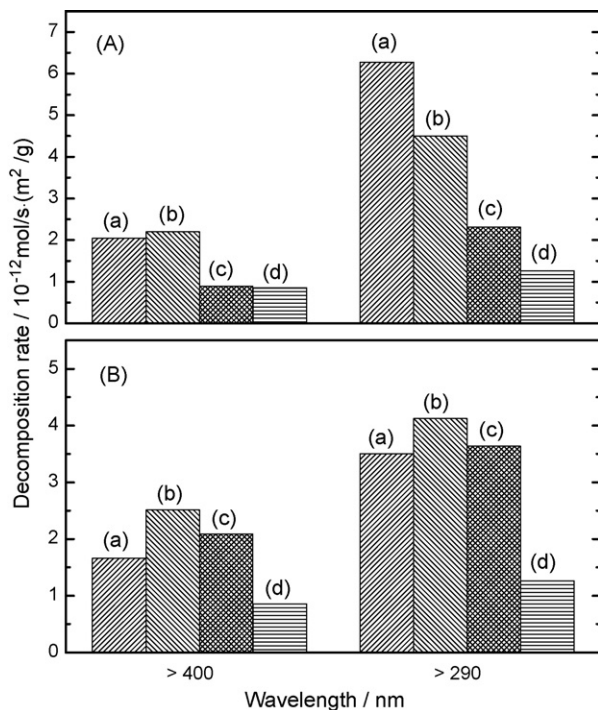 Decomposition rate / 10⁻¹²mol/s·(m² /g)
(A)
7
6
5
4
3
2
1
0
(a)
(b)
(c)
(d)
(a)
(b)
(c)
(d)
(B)
5
4
3
2
1
0
(a)
(b)
(c)
(d)
(a)
(b)
(c)
(d)
> 400
> 290
Wavelength / nm